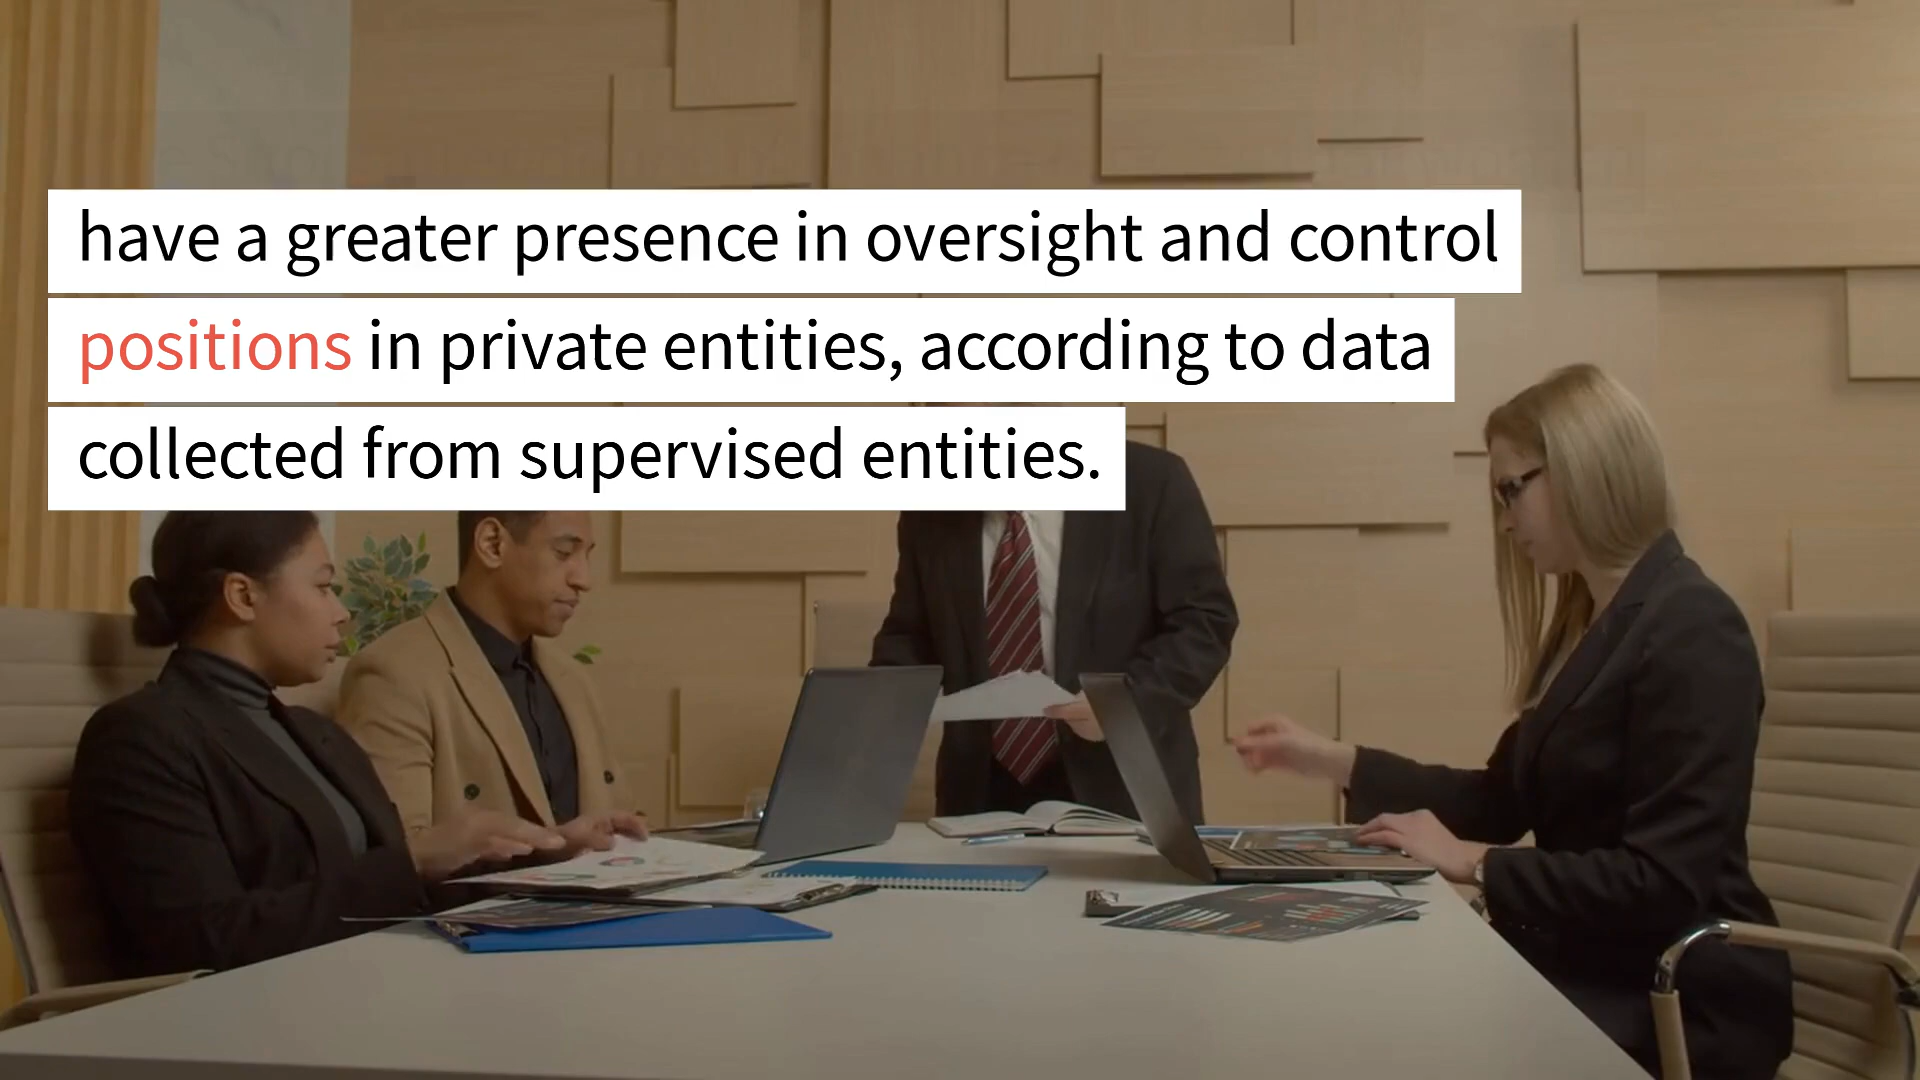 have a greater presence in oversight and control
positions in private entities, according to data
collected from supervised entities.